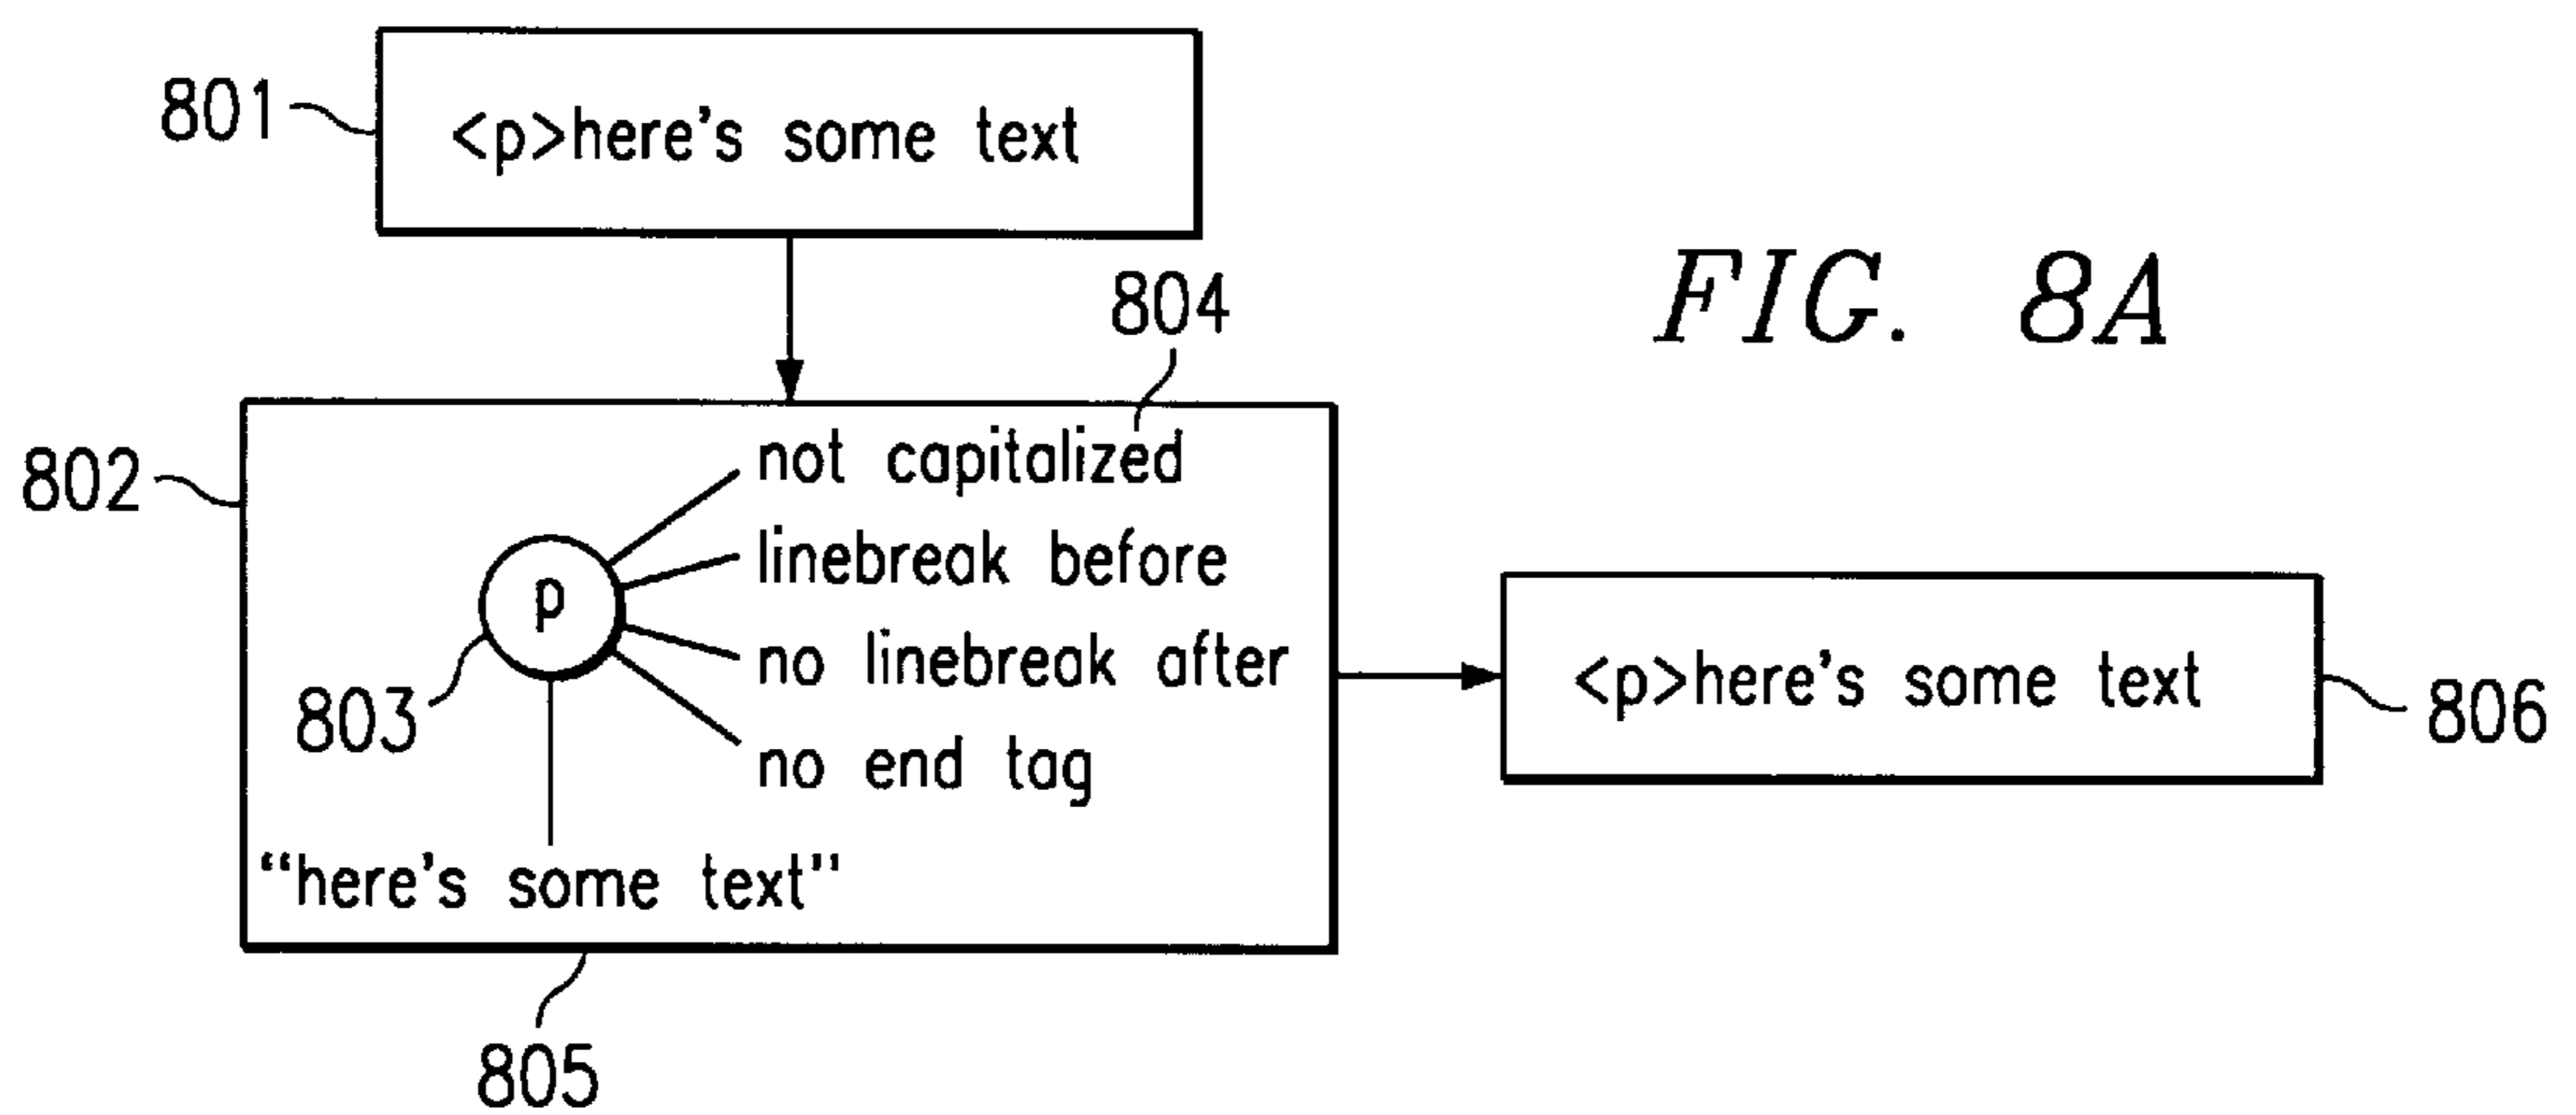 801
<p>here's some text
FIG. 8A
804
802
not capitalized
linebreak before
p
no linebreak after
no end tag
803
<p>here's some text
806
“here's some text”
805